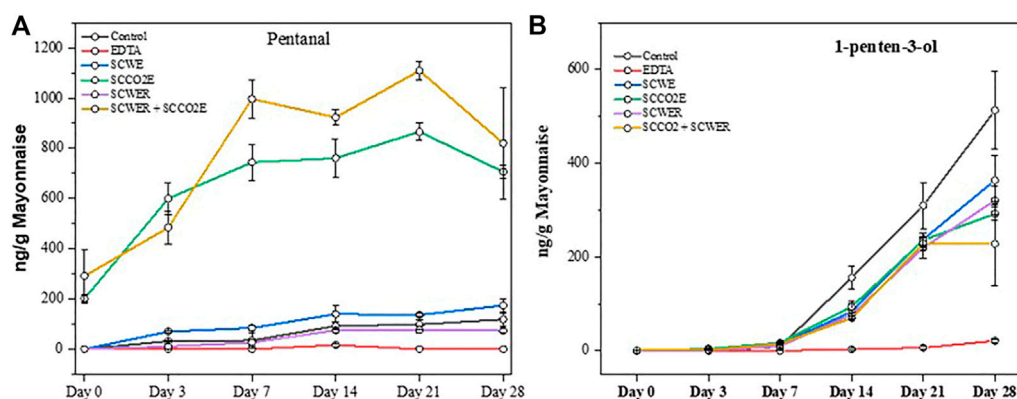 A
Pentanal
Control
EDTA
SCWE
SCCO2E
SCWER
SCWER + SCCO2E
ng/g Mayonnaise
1200
1000
800
600
400
200
0
Day 0 Day 3 Day 7 Day 14 Day 21 Day 28
B
1-penten-3-ol
Control
EDTA
SCWE
SCCO2E
SCWER
SCCO2 + SCWER
ng/g Mayonnaise
600
400
200
0
Day 0 Day 3 Day 7 Day 14 Day 21 Day 28